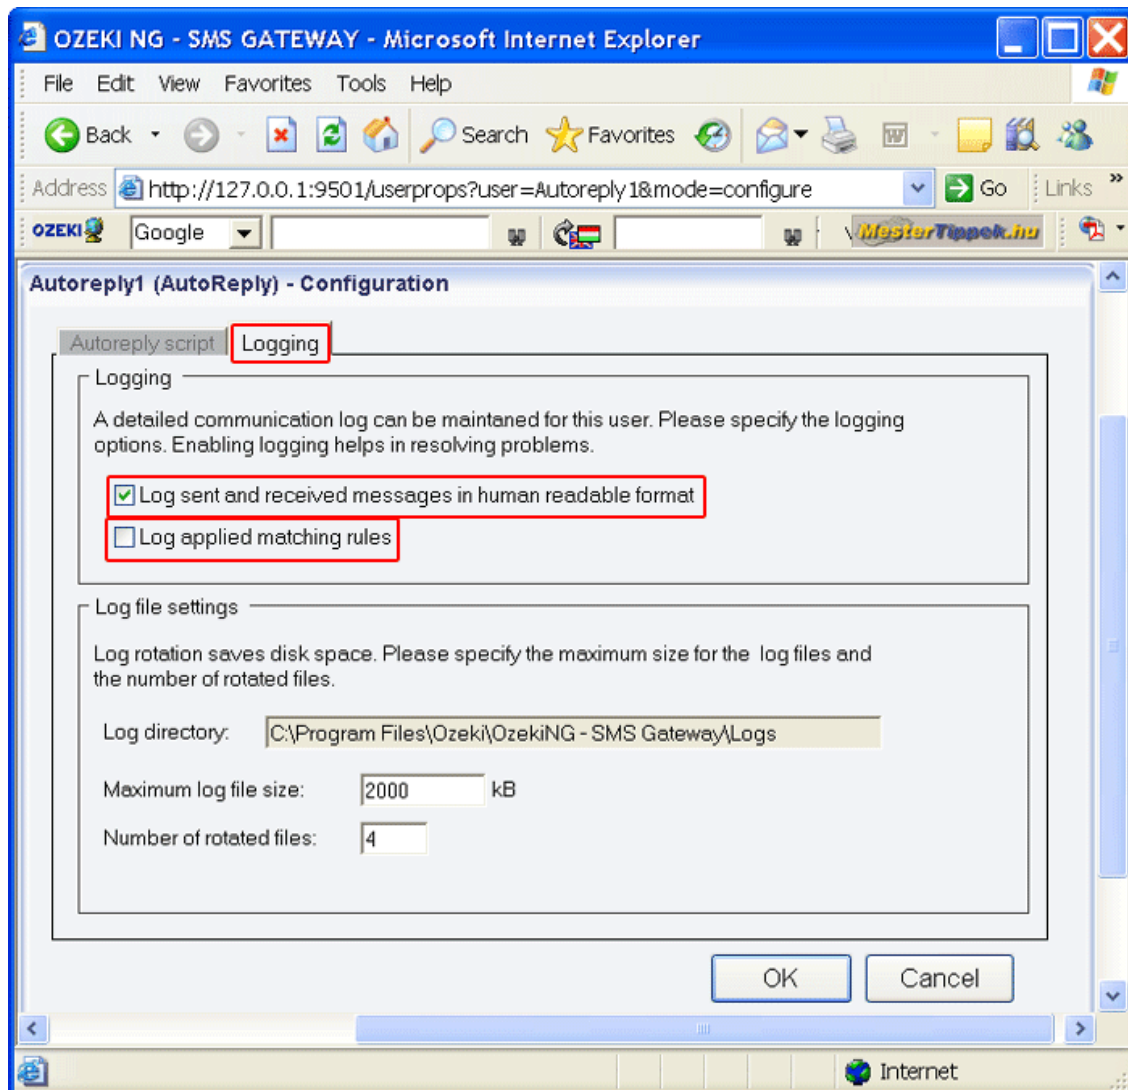 OZEKI NG - SMS GATEWAY - Microsoft Internet Explorer
File Edit View Favorites Tools Help
Back Search Favorites
Address http://127.0.0.1:9501/userprops?user=Autoreply1&mode=configure Go Links »
OZEKI Google MesterTippek.hu
Autoreply1 (AutoReply) - Configuration
Autoreply script Logging
Logging
A detailed communication log can be maintaned for this user. Please specify the logging
options. Enabling logging helps in resolving problems.
Log sent and received messages in human readable format
Log applied matching rules
Log file settings
Log rotation saves disk space. Please specify the maximum size for the log files and
the number of rotated files.
Log directory: C:\Program Files\Ozeki\OzekiNG - SMS Gateway\Logs
Maximum log file size: 2000 kB
Number of rotated files: 4
OK Cancel
Internet